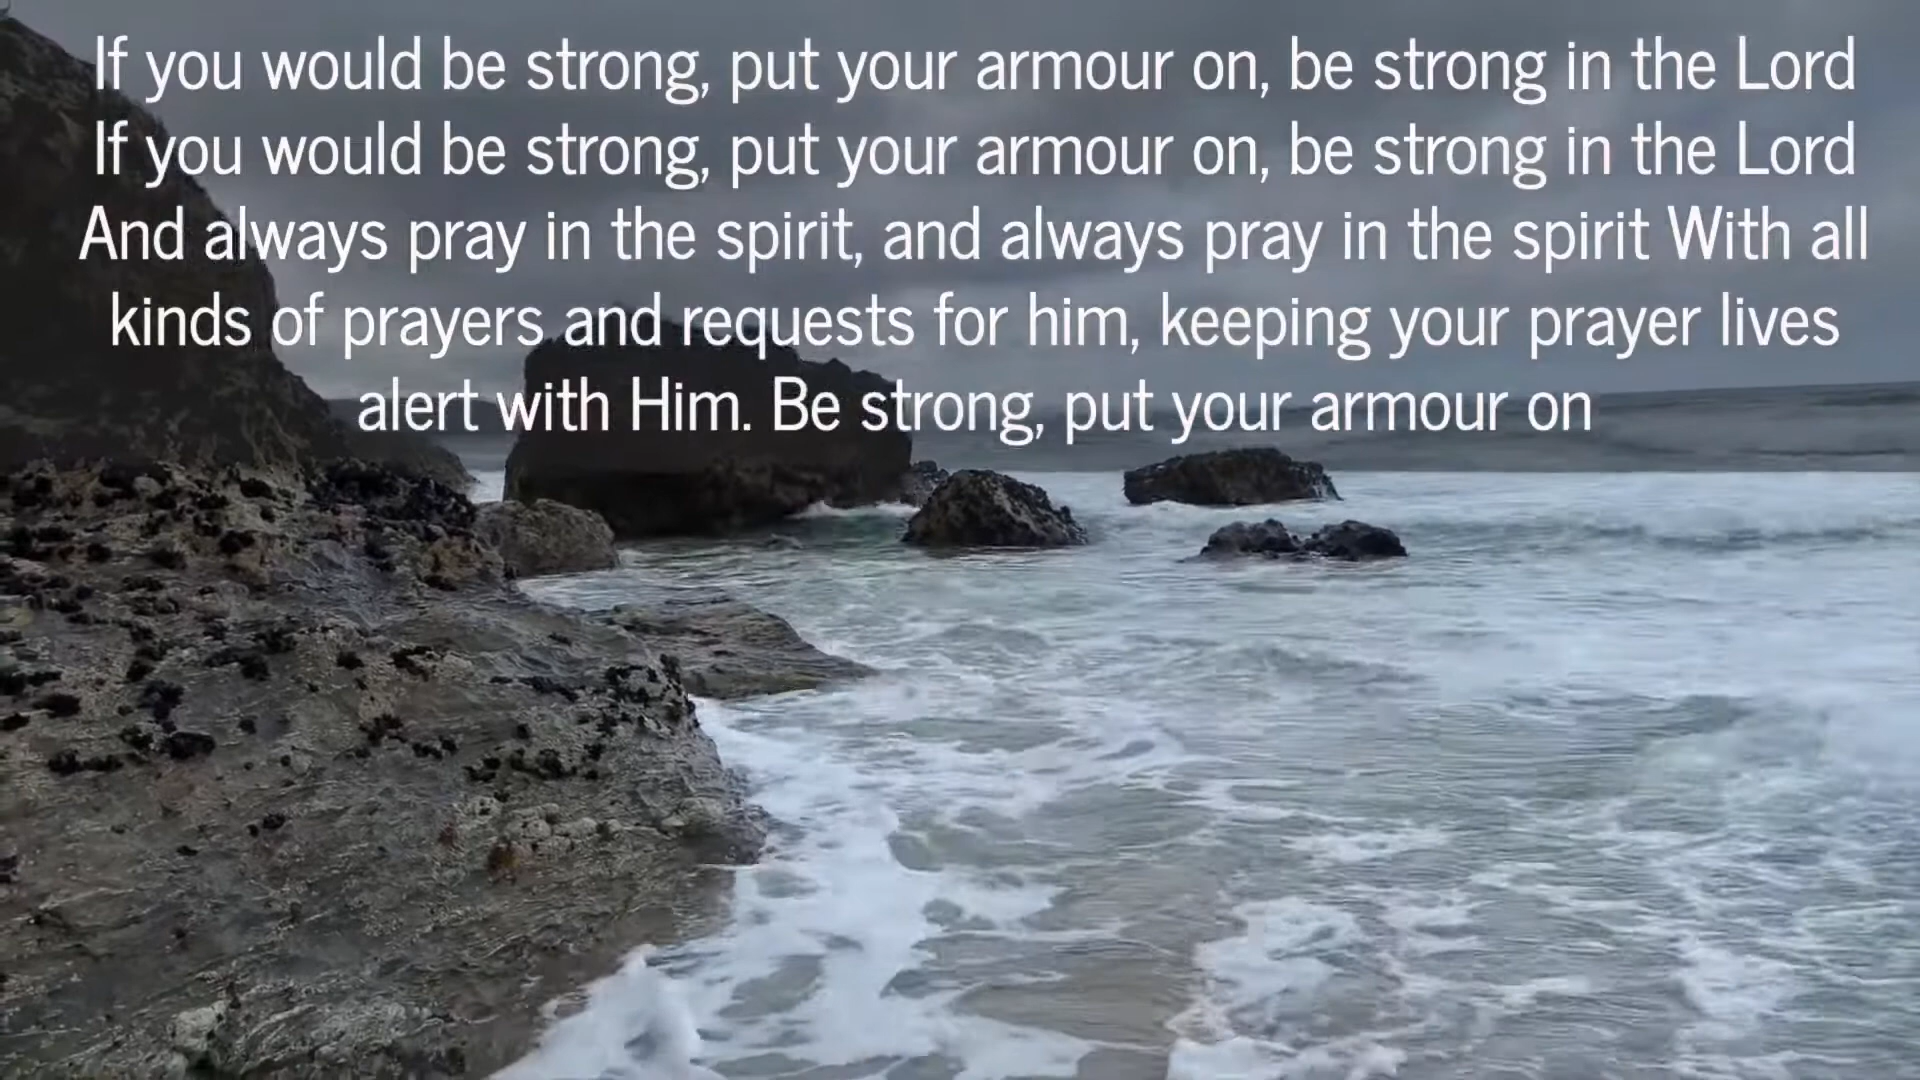 If you would be strong, put your armour on, be strong in the Lord
If you would be strong, put your armour on, be strong in the Lord
And always pray in the spirit, and always pray in the spirit With all
kinds of prayers and requests for him, keeping your prayer lives
alert with Him. Be strong, put your armour on